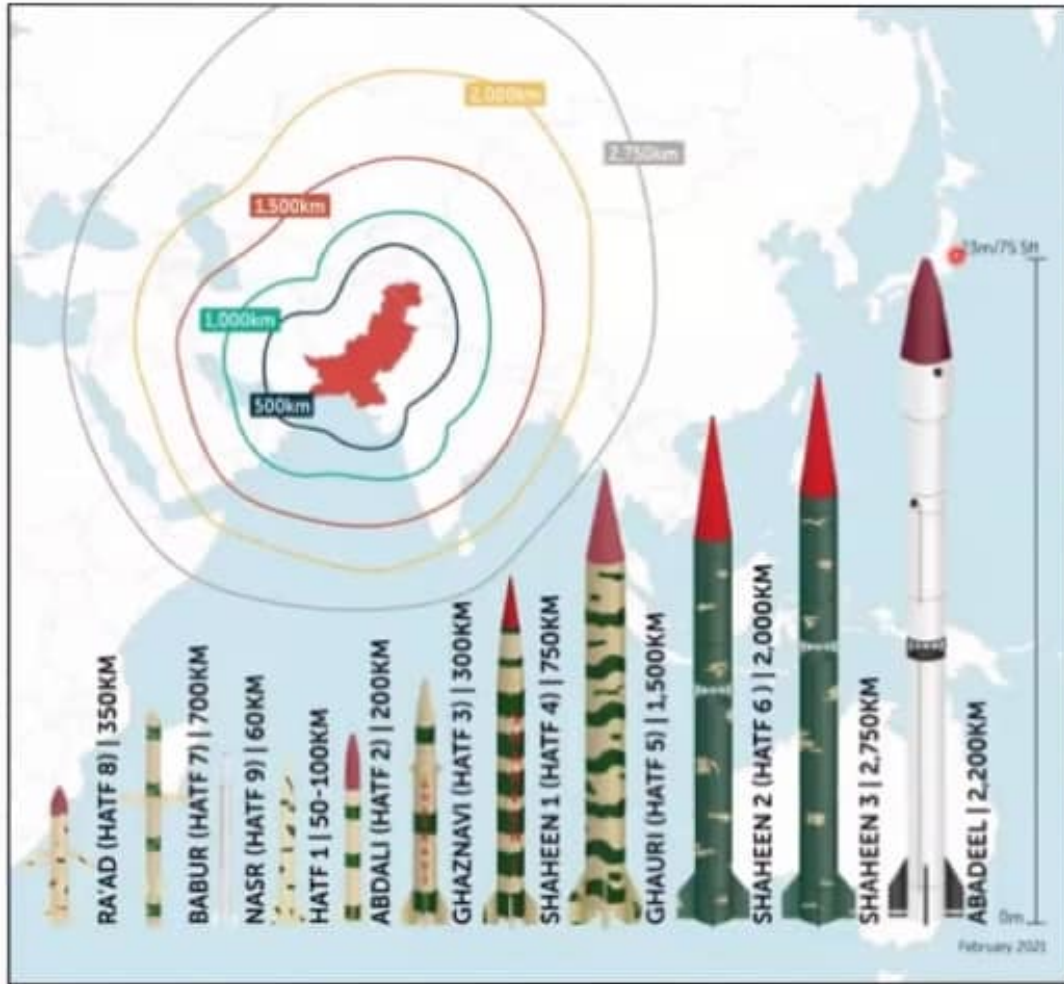 2,000km
2,750km
1,500km
1,000km
500km
23m/75.5ft
RA'AD (HATF 8) | 350KM
BABUR (HATF 7) | 700KM
NASR (HATF 9) | 60KM
HATF 1 | 50-100KM
ABDALI (HATF 2) | 200KM
GHAZNAVI (HATF 3) | 300KM
SHAHEEN 1 (HATF 4) | 750KM
GHAURI (HATF 5) | 1,500KM
SHAHEEN 2 (HATF 6 ) | 2,000KM
SHAHEEN 3 | 2,750KM
ABADEEL | 2,200KM
0m
February 2021